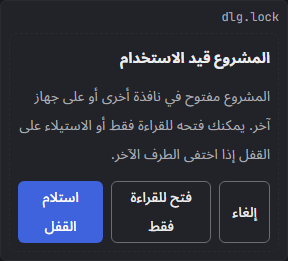 dlg.lock
المشروع قيد الاستخدام
المشروع مفتوح في نافذة أخرى أو على جهاز
آخر. يمكنك فتحه للقراءة فقط أو الاستيلاء على
القفل إذا اختفى الطرف الآخر.
إلغاء
فتح للقراءة
فقط
استلام
القفل